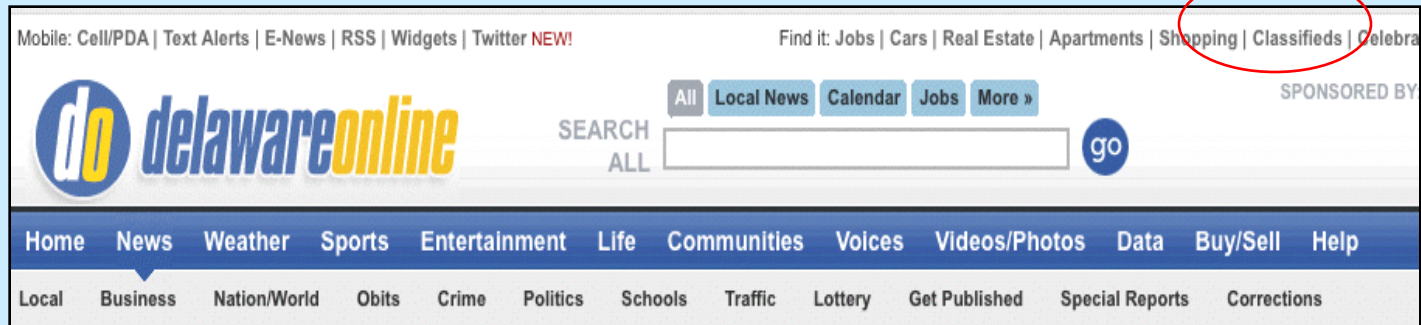 Mobile: Cell/PDA | Text Alerts | E-News | RSS | Widgets | Twitter NEW! Find it: Jobs | Cars | Real Estate | Apartments | Shopping | Classifieds | Celebra
All Local News Calendar Jobs More » SPONSORED BY
do delawareonline
SEARCH
ALL
go
Home News Weather Sports Entertainment Life Communities Voices Videos/Photos Data Buy/Sell Help
Local Business Nation/World Obits Crime Politics Schools Traffic Lottery Get Published Special Reports Corrections